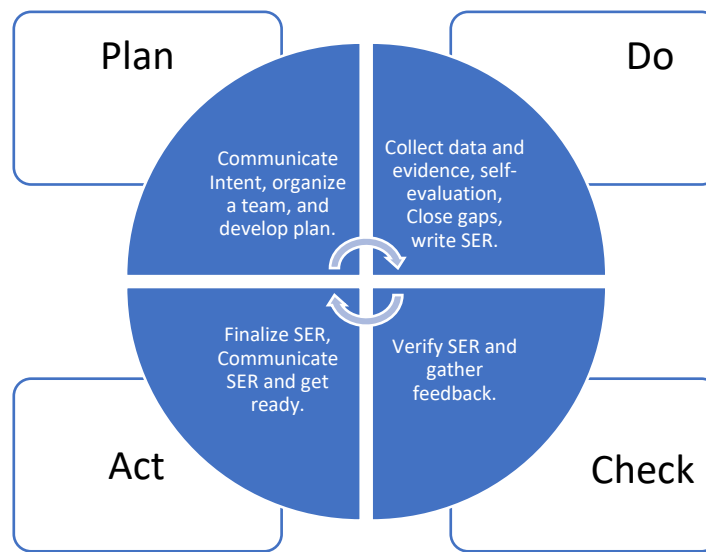 Plan
Communicate
Intent, organize
a team, and
develop plan.
Do
Collect data and
evidence, self-
evaluation,
Close gaps,
write SER.
Act
Finalize SER,
Communicate
SER and get
ready.
Check
Verify SER and
gather
feedback.